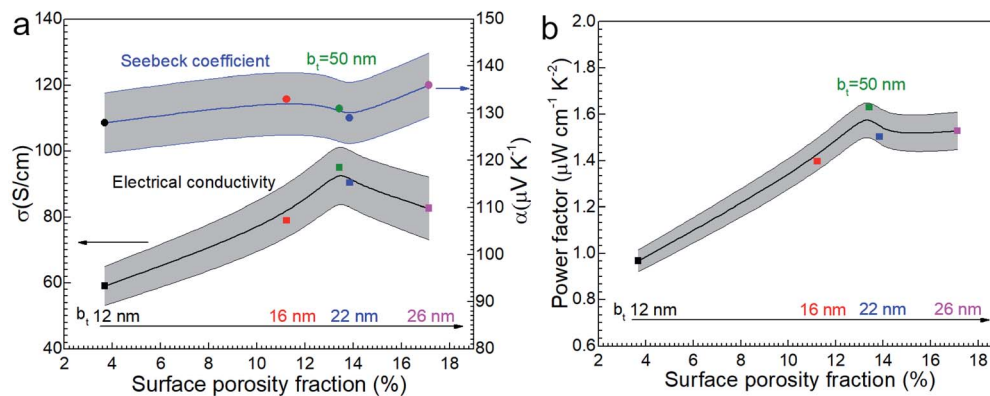 a
Seebeck coefficient
bt=50 nm
Electrical conductivity
bt 12 nm 16 nm 22 nm 26 nm
140
120
100
80
60
40
σ(S/cm)
150
140
130
120
110
100
90
80
α(μV K-1)
2 4 6 8 10 12 14 16 18
Surface porosity fraction (%)
b
bt=50 nm
bt 12 nm 16 nm 22 nm 26 nm
2.0
1.8
1.6
1.4
1.2
1.0
0.8
0.6
Power factor (μW cm-1 K-2)
2 4 6 8 10 12 14 16 18
Surface porosity fraction (%)